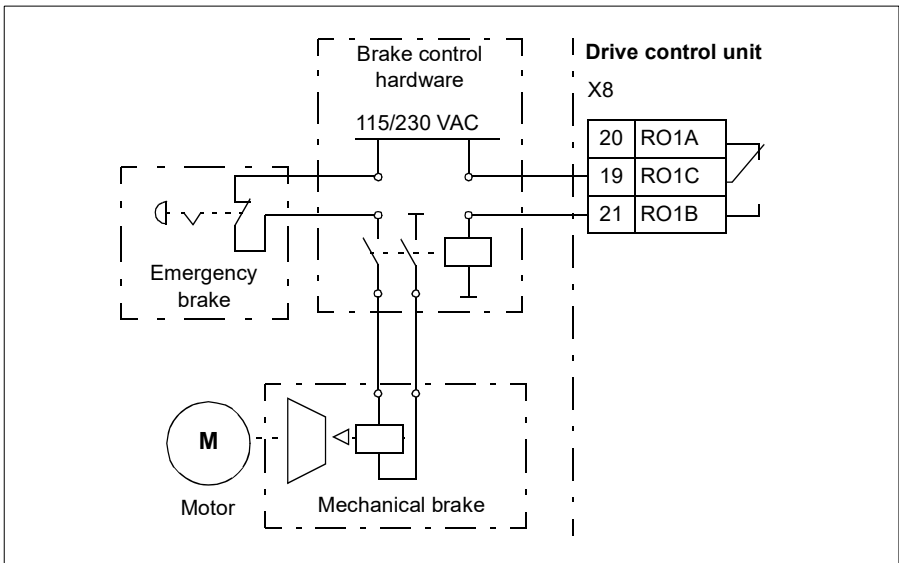 Brake control
hardware
115/230 VAC
Drive control unit
X8
20 RO1A
19 RO1C
21 RO1B
Emergency
brake
M
Motor
Mechanical brake